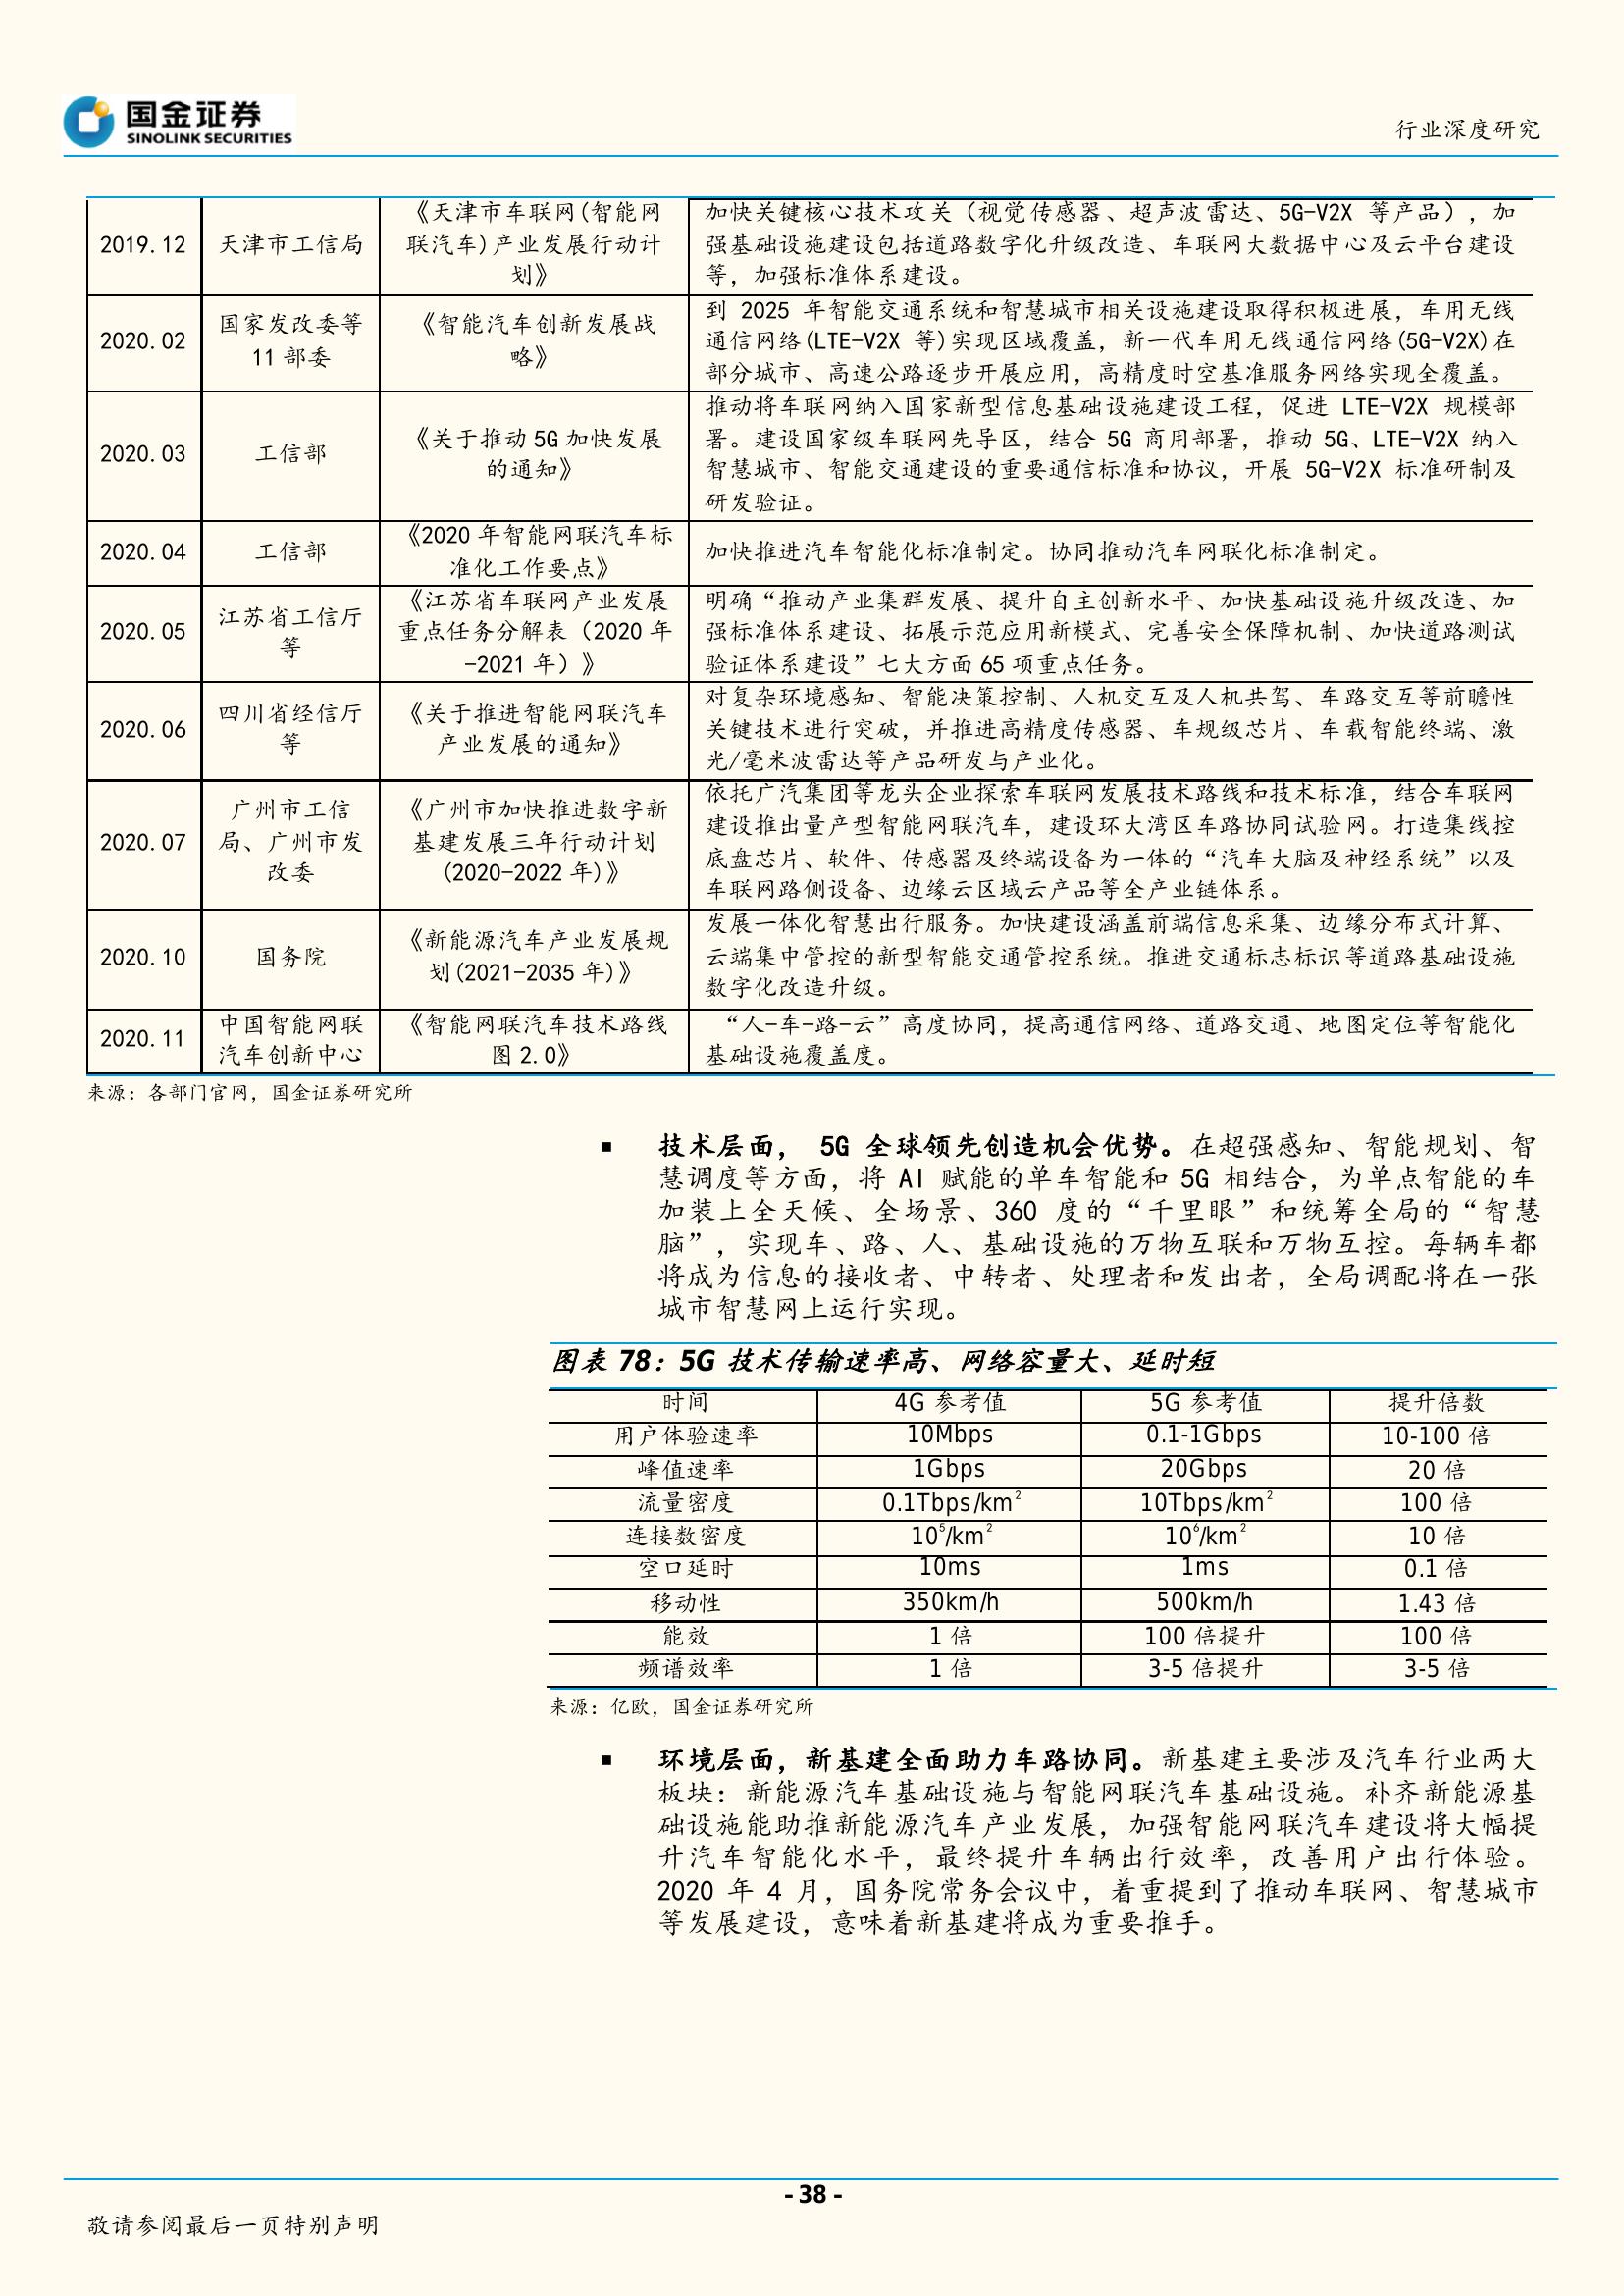 国金证券
SINOLINK SECURITIES
行业深度研究
2019.12
天津市工信局
《天津市车联网(智能网
联汽车)产业发展行动计
划》
加快关键核心技术攻关（视觉传感器、超声波雷达、5G-V2X 等产品），加
强基础设施建设包括道路数字化升级改造、车联网大数据中心及云平台建设
等，加强标准体系建设。
2020.02
国家发改委等
11 部委
《智能汽车创新发展战
略》
到 2025 年智能交通系统和智慧城市相关设施建设取得积极进展，车用无线
通信网络(LTE-V2X 等)实现区域覆盖，新一代车用无线通信网络(5G-V2X)在
部分城市、高速公路逐步开展应用，高精度时空基准服务网络实现全覆盖。
2020.03
工信部
《关于推动 5G 加快发展
的通知》
推动将车联网纳入国家新型信息基础设施建设工程，促进 LTE-V2X 规模部
署。建设国家级车联网先导区，结合 5G 商用部署，推动 5G、LTE-V2X 纳入
智慧城市、智能交通建设的重要通信标准和协议，开展 5G-V2X 标准研制及
研发验证。
2020.04
工信部
《2020 年智能网联汽车标
准化工作要点》
加快推进汽车智能化标准制定。协同推动汽车网联化标准制定。
2020.05
江苏省工信厅
等
《江苏省车联网产业发展
重点任务分解表（2020 年
-2021 年）》
明确“推动产业集群发展、提升自主创新水平、加快基础设施升级改造、加
强标准体系建设、拓展示范应用新模式、完善安全保障机制、加快道路测试
验证体系建设”七大方面 65 项重点任务。
2020.06
四川省经信厅
等
《关于推进智能网联汽车
产业发展的通知》
对复杂环境感知、智能决策控制、人机交互及人机共驾、车路交互等前瞻性
关键技术进行突破，并推进高精度传感器、车规级芯片、车载智能终端、激
光/毫米波雷达等产品研发与产业化。
2020.07
广州市工信
局、广州市发
改委
《广州市加快推进数字新
基建发展三年行动计划
(2020-2022 年)》
依托广汽集团等龙头企业探索车联网发展技术路线和技术标准，结合车联网
建设推出量产型智能网联汽车，建设环大湾区车路协同试验网。打造集线控
底盘芯片、软件、传感器及终端设备为一体的“汽车大脑及神经系统”以及
车联网路侧设备、边缘云区域云产品等全产业链体系。
2020.10
国务院
《新能源汽车产业发展规
划(2021-2035 年)》
发展一体化智慧出行服务。加快建设涵盖前端信息采集、边缘分布式计算、
云端集中管控的新型智能交通管控系统。推进交通标志标识等道路基础设施
数字化改造升级。
2020.11
中国智能网联
汽车创新中心
《智能网联汽车技术路线
图 2.0》
“人-车-路-云”高度协同，提高通信网络、道路交通、地图定位等智能化
基础设施覆盖度。
来源：各部门官网，国金证券研究所
■ 技术层面， 5G 全球领先创造机会优势。在超强感知、智能规划、智
慧调度等方面，将 AI 赋能的单车智能和 5G 相结合，为单点智能的车
加装上全天候、全场景、360 度的“千里眼”和统筹全局的“智慧
脑”，实现车、路、人、基础设施的万物互联和万物互控。每辆车都
将成为信息的接收者、中转者、处理者和发出者，全局调配将在一张
城市智慧网上运行实现。
图表 78：5G 技术传输速率高、网络容量大、延时短
时间 4G 参考值 5G 参考值 提升倍数
用户体验速率 10Mbps 0.1-1Gbps 10-100 倍
峰值速率 1Gbps 20Gbps 20 倍
流量密度 0.1Tbps/km² 10Tbps/km² 100 倍
连接数密度 10⁵/km² 10⁶/km² 10 倍
空口延时 10ms 1ms 0.1 倍
移动性 350km/h 500km/h 1.43 倍
能效 1 倍 100 倍提升 100 倍
频谱效率 1 倍 3-5 倍提升 3-5 倍
来源：亿欧，国金证券研究所
■ 环境层面，新基建全面助力车路协同。新基建主要涉及汽车行业两大
板块：新能源汽车基础设施与智能网联汽车基础设施。补齐新能源基
础设施能助推新能源汽车产业发展，加强智能网联汽车建设将大幅提
升汽车智能化水平，最终提升车辆出行效率，改善用户出行体验。
2020 年 4 月，国务院常务会议中，着重提到了推动车联网、智慧城市
等发展建设，意味着新基建将成为重要推手。
- 38 -
敬请参阅最后一页特别声明